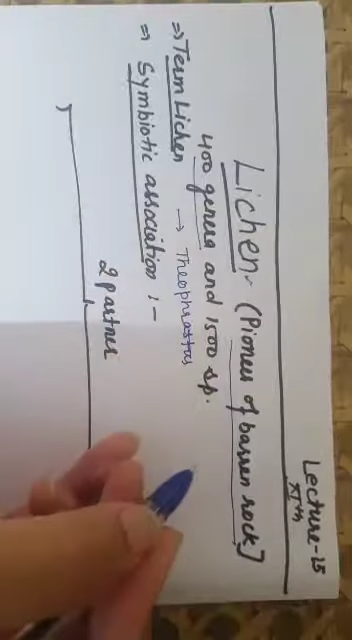 Lecture-15
XIth
Lichen - (Pioneer of barren rock]
400 genera and 1500 sp.
⇒ Term Lichen → Theophrastus
⇒ Symbiotic association :-
2 partner